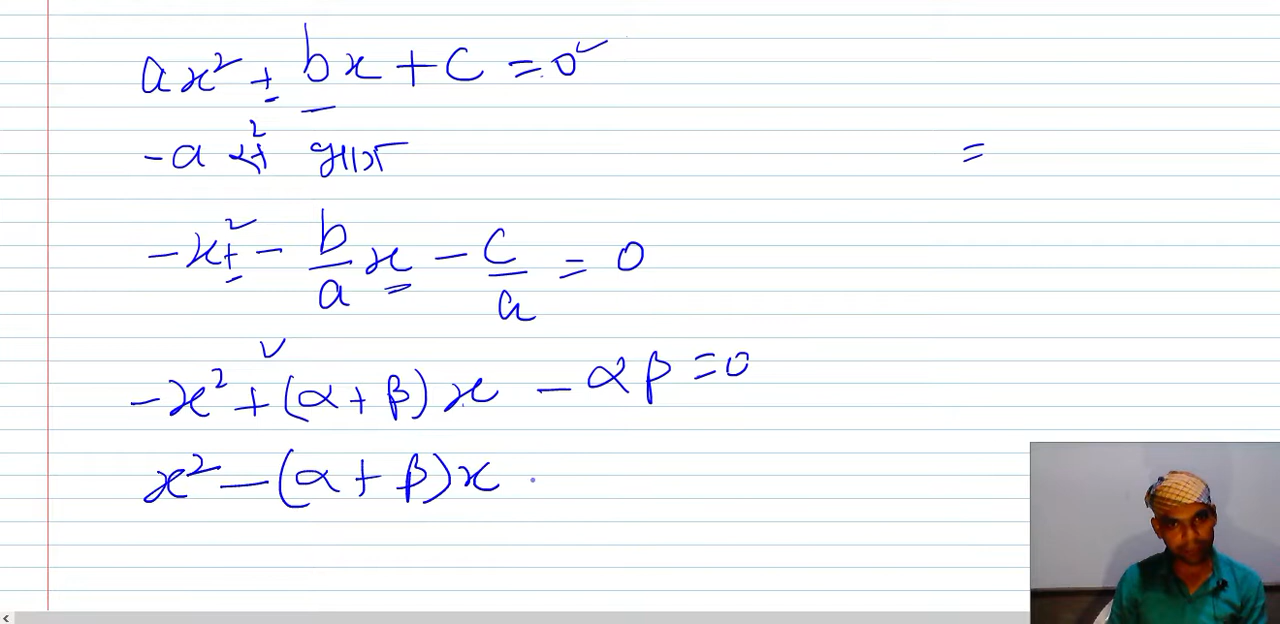 ax² + bx + c = 0
-a से भाग
=
-x² - b/a x - c/a = 0
-x² + (α + β)x - αβ = 0
x² - (α + β)x